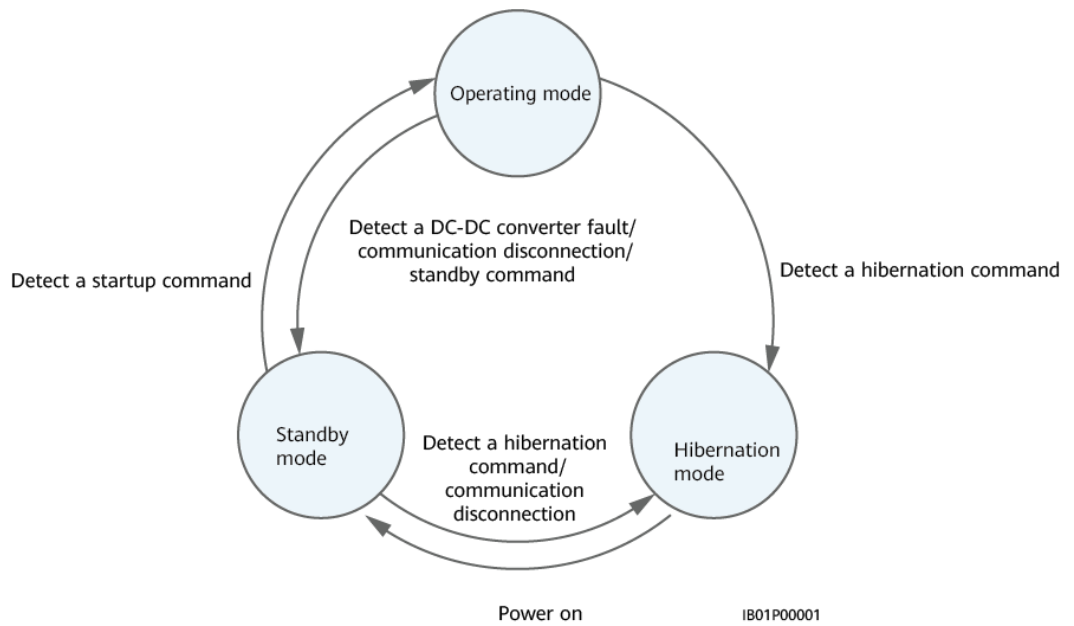 Operating mode
Detect a DC-DC converter fault/
communication disconnection/
standby command
Detect a startup command
Detect a hibernation command
Standby
mode
Detect a hibernation
command/
communication
disconnection
Hibernation
mode
Power on
IB01P00001